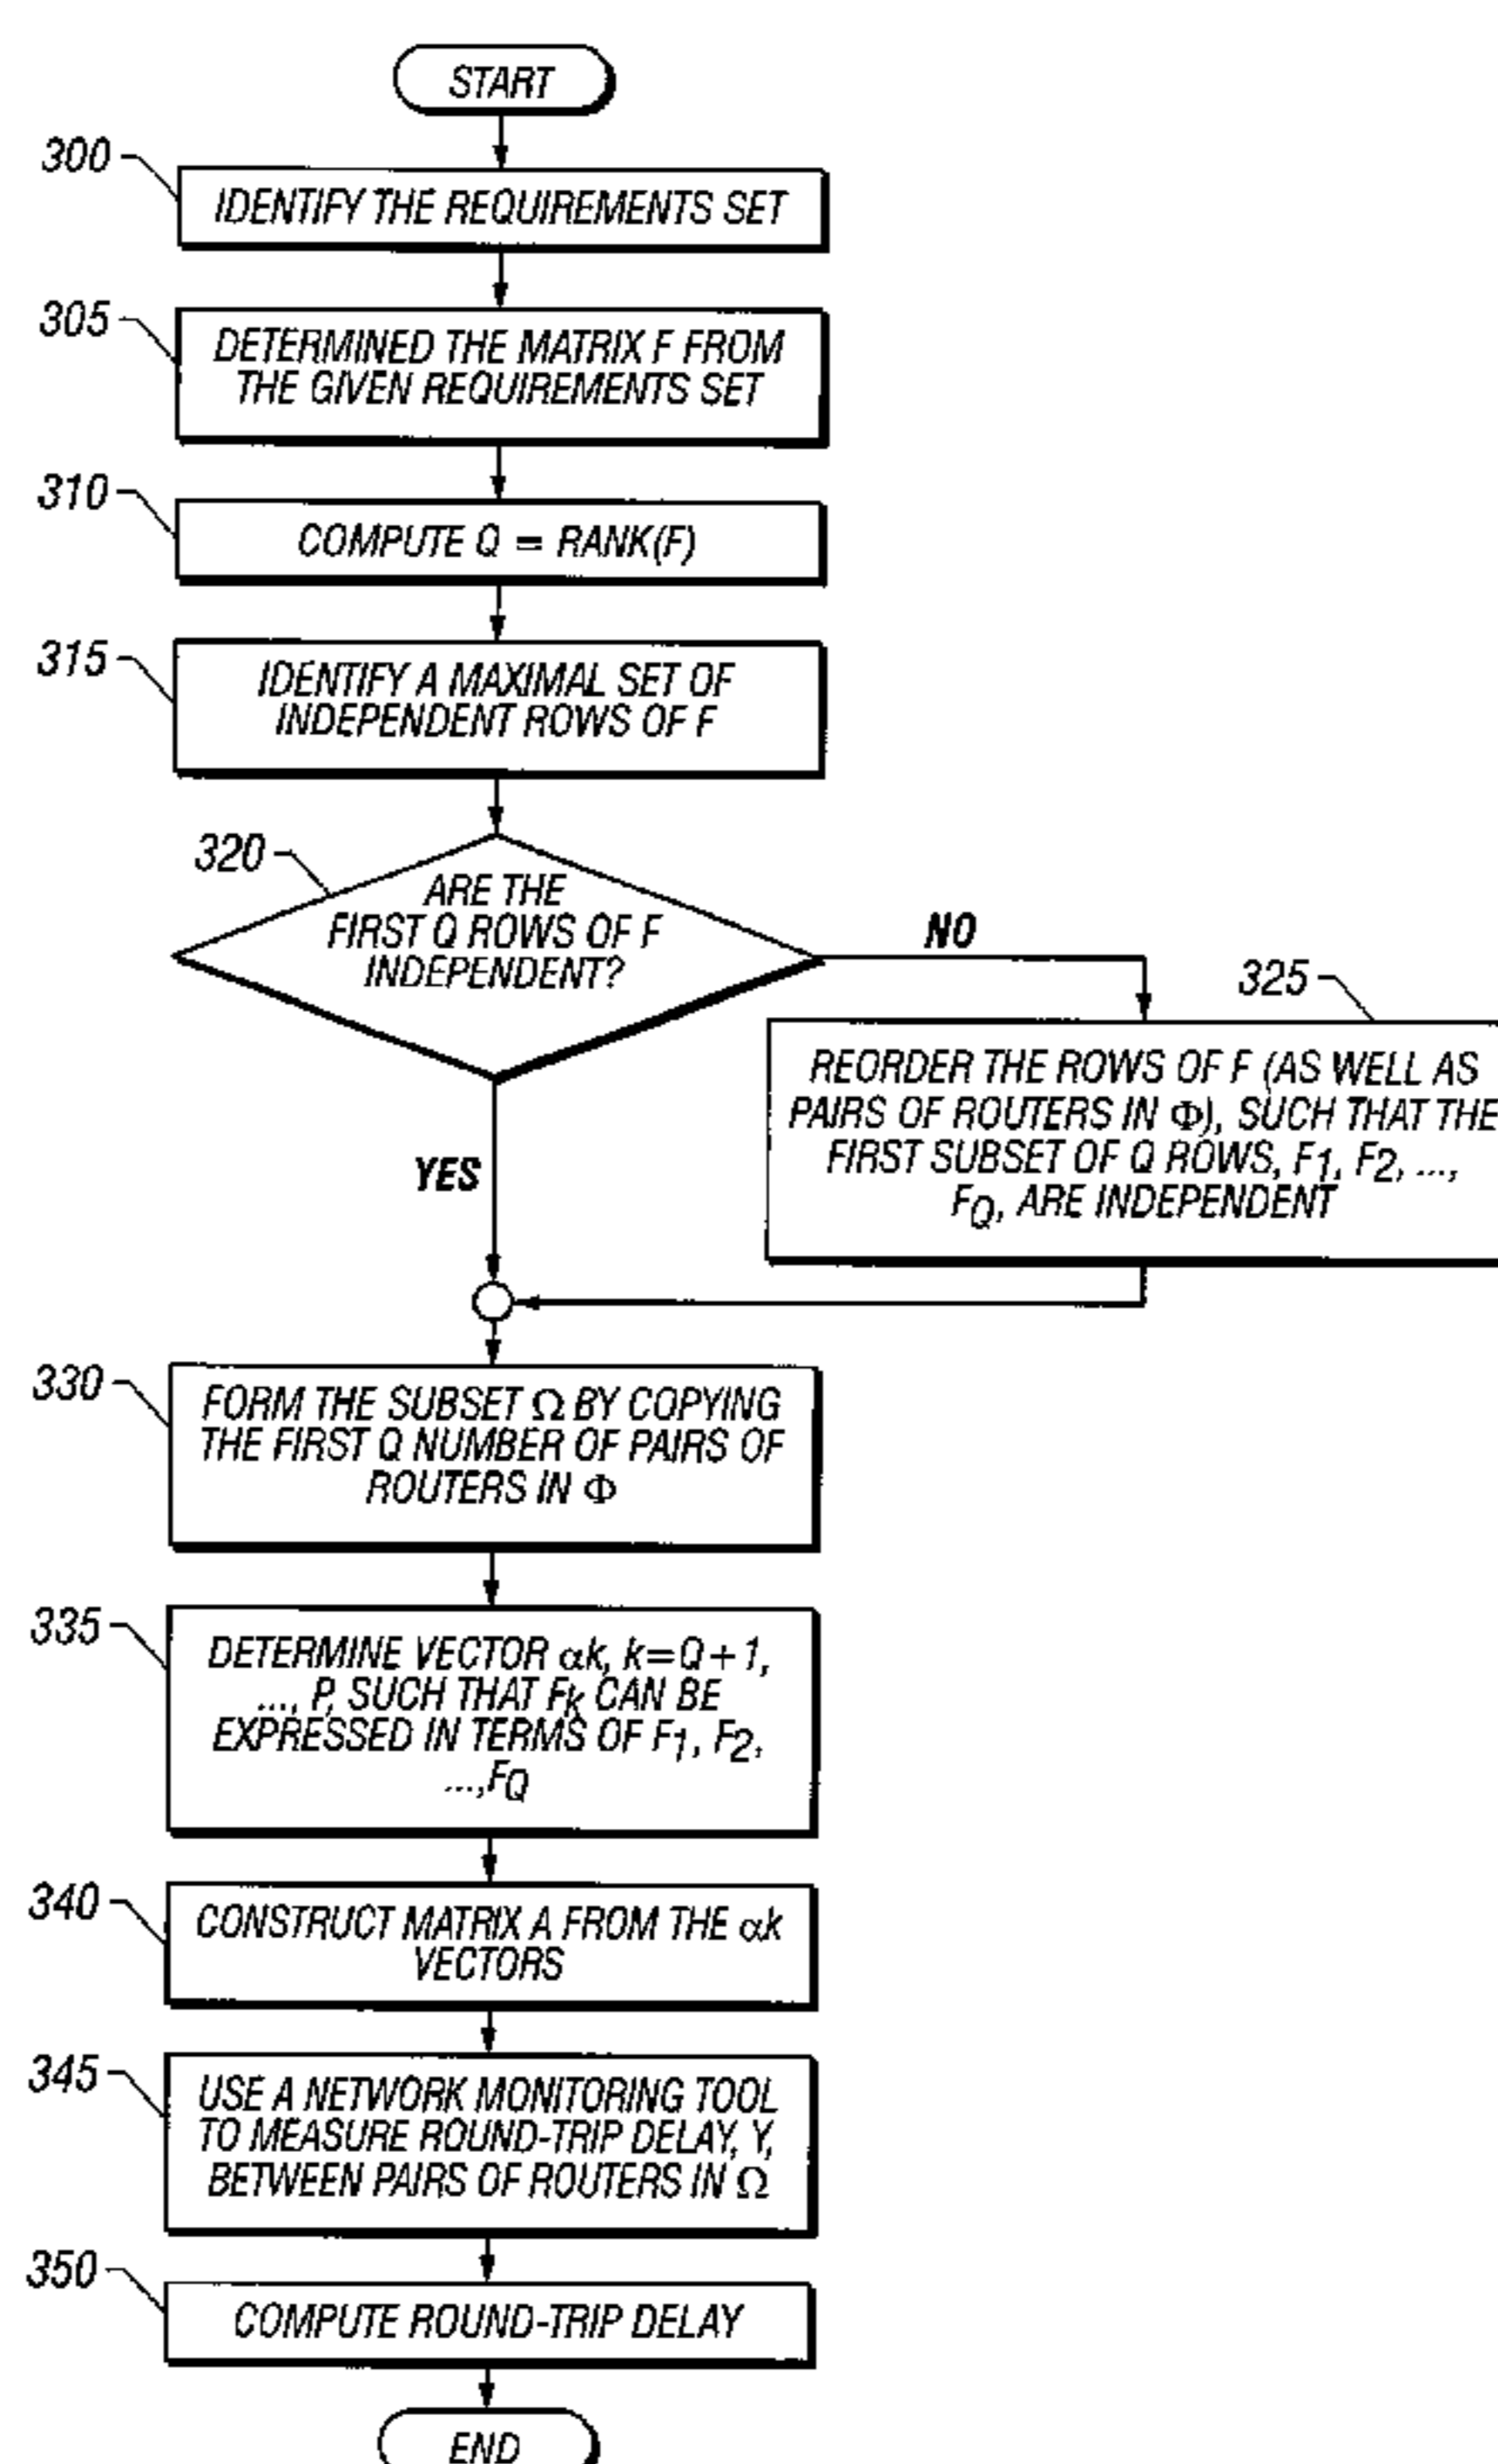 START
300
IDENTIFY THE REQUIREMENTS SET
305
DETERMINED THE MATRIX F FROM
THE GIVEN REQUIREMENTS SET
310
COMPUTE Q = RANK(F)
315
IDENTIFY A MAXIMAL SET OF
INDEPENDENT ROWS OF F
320
ARE THE
FIRST Q ROWS OF F
INDEPENDENT?
NO
325
REORDER THE ROWS OF F (AS WELL AS
PAIRS OF ROUTERS IN Φ), SUCH THAT THE
FIRST SUBSET OF Q ROWS, F1, F2, ...,
FQ, ARE INDEPENDENT
YES
330
FORM THE SUBSET Ω BY COPYING
THE FIRST Q NUMBER OF PAIRS OF
ROUTERS IN Φ
335
DETERMINE VECTOR αk, k=Q+1,
..., P, SUCH THAT Fk CAN BE
EXPRESSED IN TERMS OF F1, F2,
...,FQ
340
CONSTRUCT MATRIX A FROM THE αk
VECTORS
345
USE A NETWORK MONITORING TOOL
TO MEASURE ROUND-TRIP DELAY, Y,
BETWEEN PAIRS OF ROUTERS IN Ω
350
COMPUTE ROUND-TRIP DELAY
END